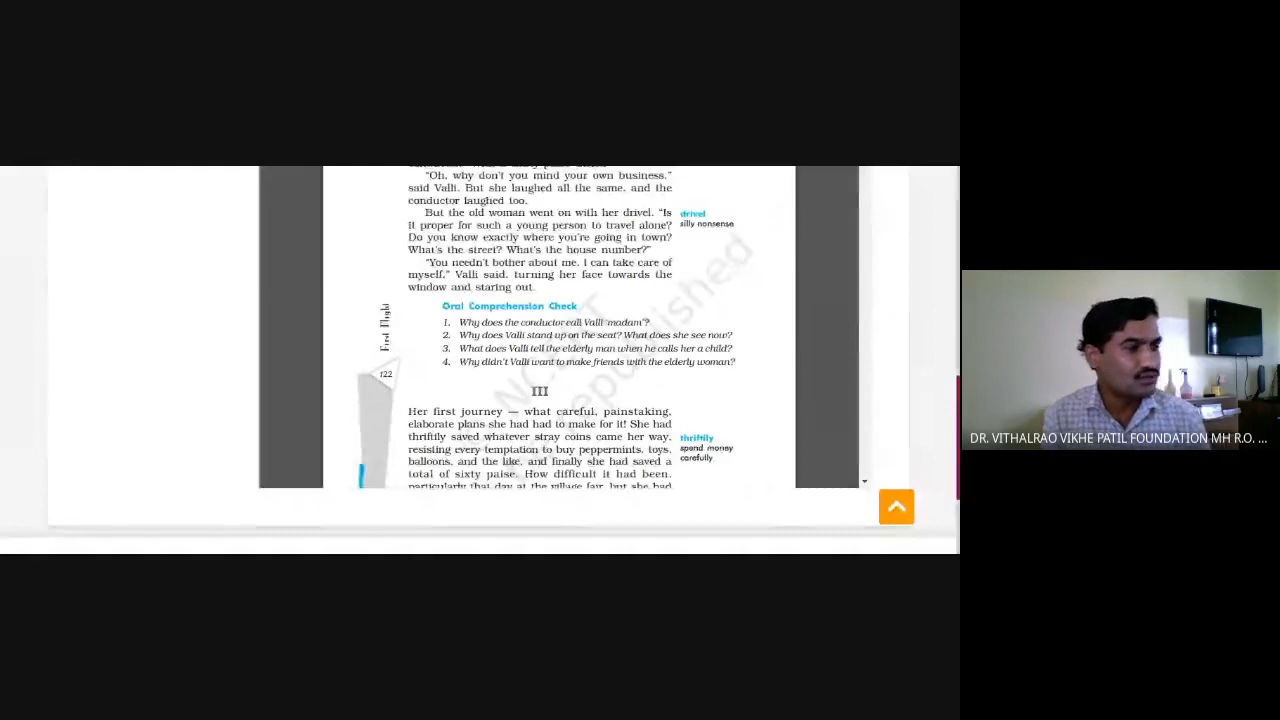 "Oh, why don't you mind your own business,"
said Valli. But she laughed all the same, and the
conductor laughed too.
But the old woman went on with her drivel. "Is
it proper for such a young person to travel alone?
Do you know exactly where you're going in town?
What's the street? What's the house number?"
"You needn't bother about me. I can take care of
myself," Valli said, turning her face towards the
window and staring out.
drivel
silly nonsense
Oral Comprehension Check
1. Why does the conductor call Valli 'madam'?
2. Why does Valli stand up on the seat? What does she see now?
3. What does Valli tell the elderly man when he calls her a child?
4. Why didn't Valli want to make friends with the elderly woman?
First Flight
122
III
Her first journey — what careful, painstaking,
elaborate plans she had had to make for it! She had
thriftily saved whatever stray coins came her way,
resisting every temptation to buy peppermints, toys,
balloons, and the like, and finally she had saved a
total of sixty paise. How difficult it had been,
particularly that day at the village fair, but she had
thriftily
spend money
carefully
DR. VITHALRAO VIKHE PATIL FOUNDATION MH R.O. ...